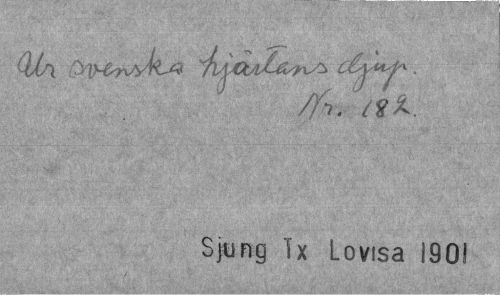 Ur svenska hjärtans djup.
Nr. 182.
Sjung Tx Lovisa 1901